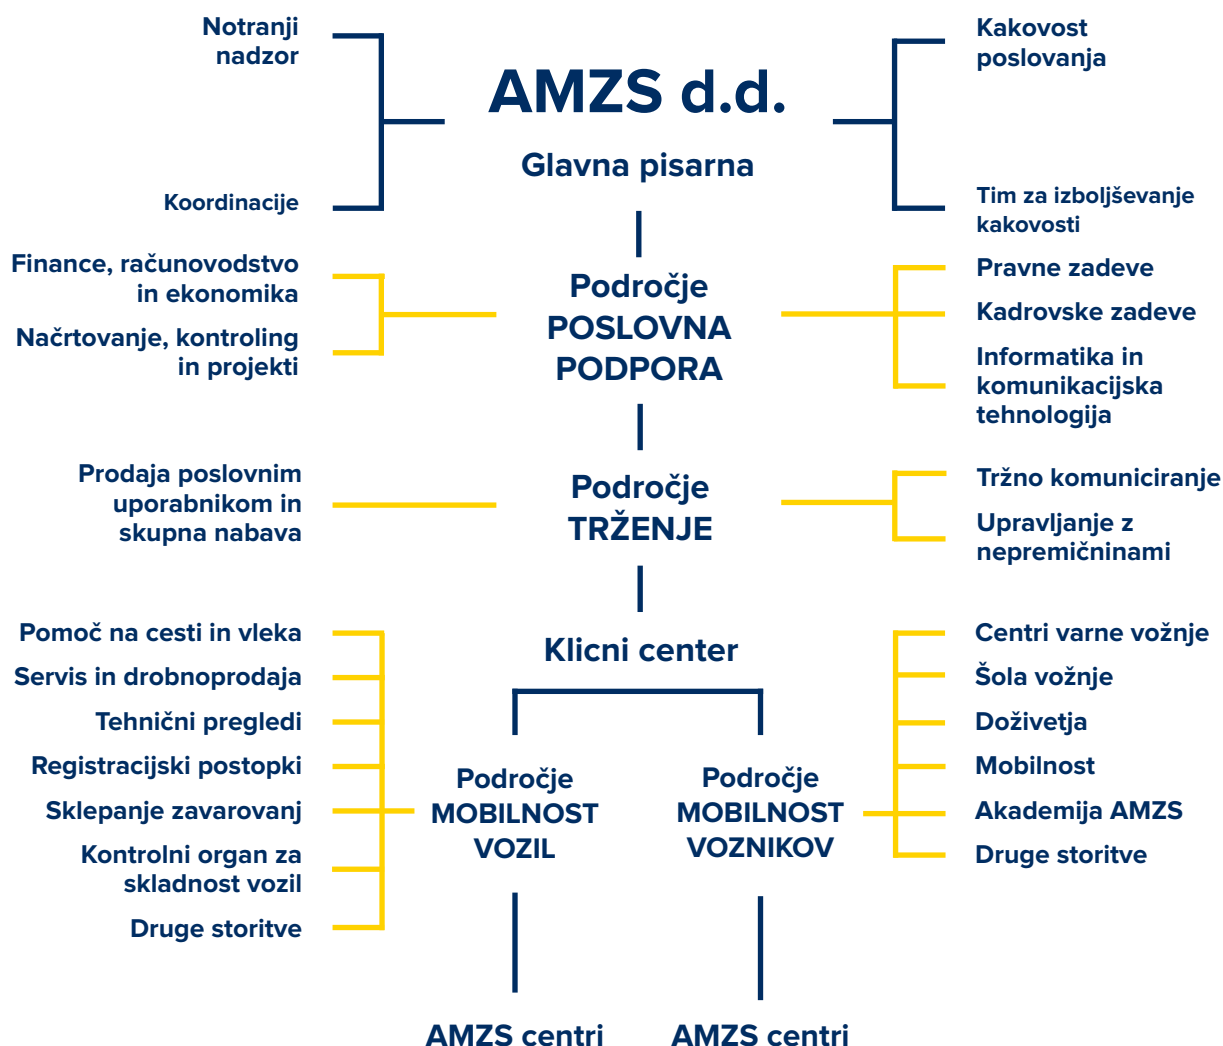 Notranji
nadzor
Koordinacije
AMZS d.d.
Glavna pisarna
Kakovost
poslovanja
Tim za izboljševanje
kakovosti
Finance, računovodstvo
in ekonomika
Načrtovanje, kontroling
in projekti
Področje
POSLOVNA
PODPORA
Pravne zadeve
Kadrovske zadeve
Informatika in
komunikacijska
tehnologija
Prodaja poslovnim
uporabnikom in
skupna nabava
Področje
TRŽENJE
Tržno komuniciranje
Upravljanje z
nepremičninami
Klicni center
Pomoč na cesti in vleka
Servis in drobnoprodaja
Tehnični pregledi
Registracijski postopki
Sklepanje zavarovanj
Kontrolni organ za
skladnost vozil
Druge storitve
Področje
MOBILNOST
VOZIL
Področje
MOBILNOST
VOZNIKOV
Centri varne vožnje
Šola vožnje
Doživetja
Mobilnost
Akademija AMZS
Druge storitve
AMZS centri
AMZS centri